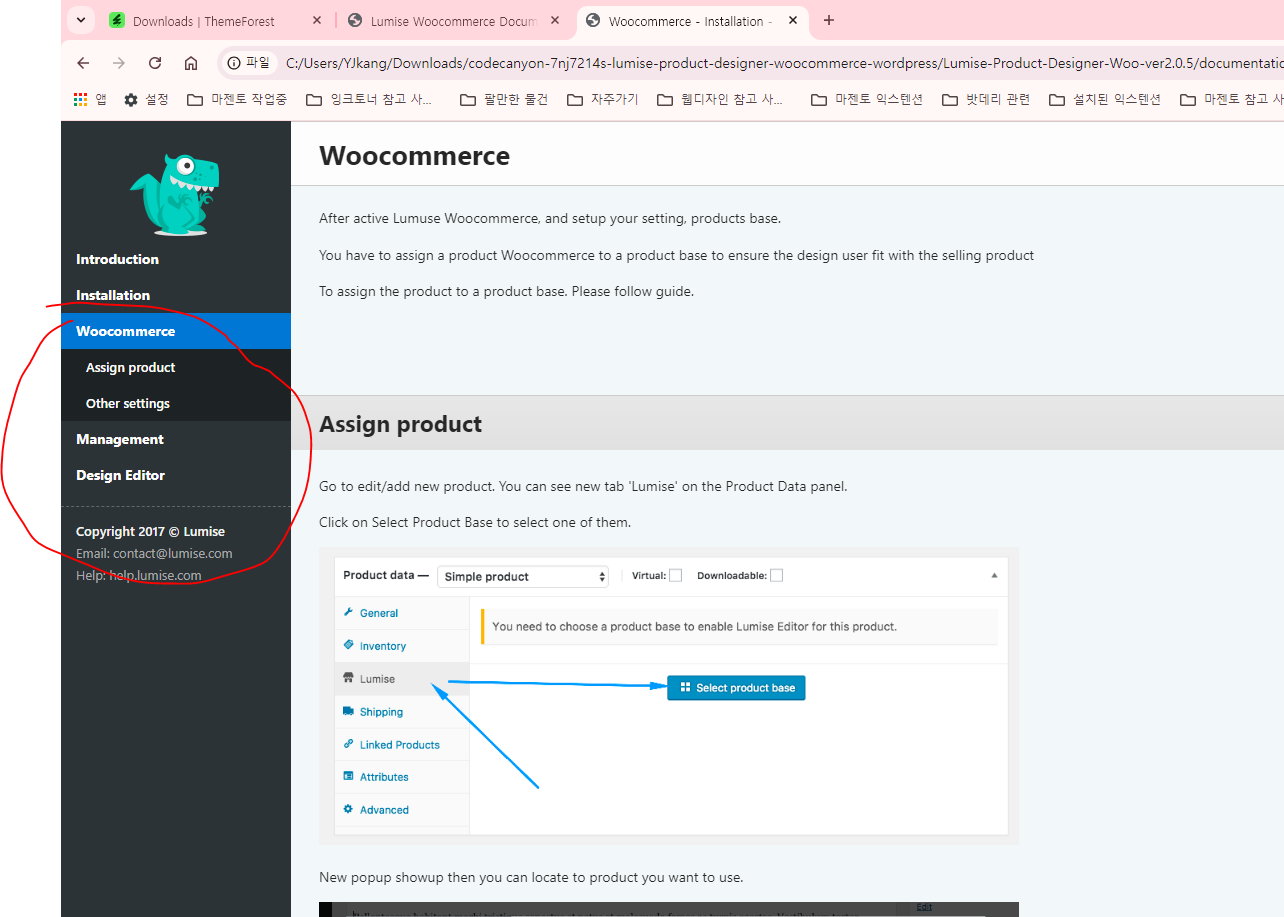 Downloads | ThemeForest
Lumise Woocommerce Docum
Woocommerce - Installation -
파일
C:/Users/YJkang/Downloads/codecanyon-7nj7214s-lumise-product-designer-woocommerce-wordpress/Lumise-Product-Designer-Woo-ver2.0.5/documentatio
앱
설정
마젠토 작업중
잉크토너 참고 사...
팔만한 물건
자주가기
웹디자인 참고 사...
마젠토 익스텐션
밧데리 관련
설치된 익스텐션
마젠토 참고 사
Introduction
Installation
Woocommerce
Assign product
Other settings
Management
Design Editor
Copyright 2017 © Lumise
Email: contact@lumise.com
Help: help.lumise.com
Woocommerce
After active Lumuse Woocommerce, and setup your setting, products base.
You have to assign a product Woocommerce to a product base to ensure the design user fit with the selling product
To assign the product to a product base. Please follow guide.
Assign product
Go to edit/add new product. You can see new tab 'Lumise' on the Product Data panel.
Click on Select Product Base to select one of them.
Product data — Simple product Virtual: Downloadable:
General
Inventory
Lumise
Shipping
Linked Products
Attributes
Advanced
You need to choose a product base to enable Lumise Editor for this product.
Select product base
New popup showup then you can locate to product you want to use.
Edit